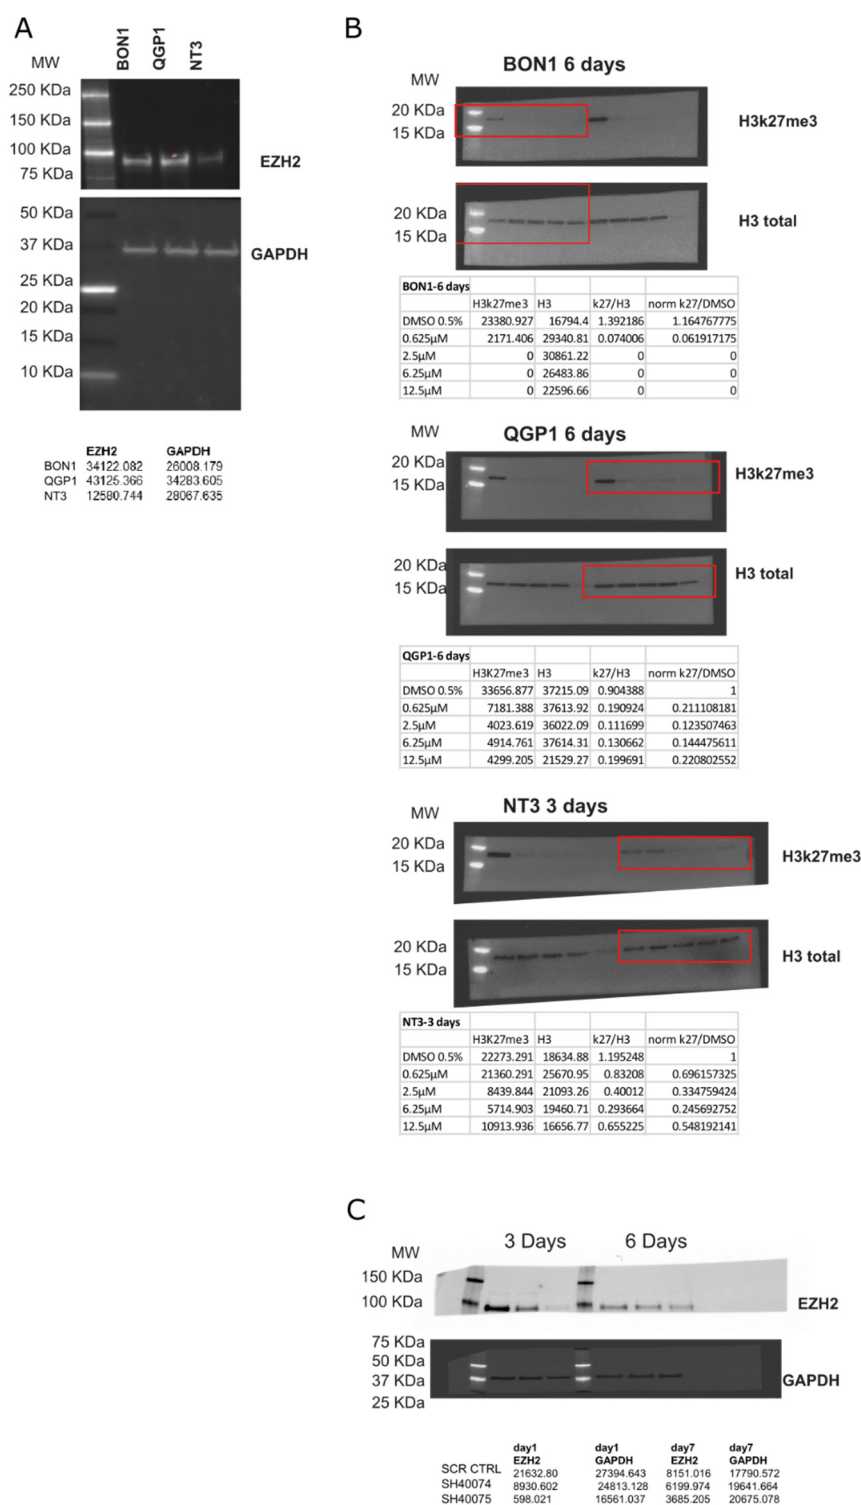 A
MW
BON1
QGP1
NT3
250 KDa
150 KDa
100 KDa
75 KDa
EZH2
50 KDa
37 KDa
GAPDH
25 KDa
20 KDa
15 KDa
10 KDa
EZH2 GAPDH
BON1 34122.082 26008.179
QGP1 43125.366 34283.605
NT3 12580.744 28067.635
B
BON1 6 days
MW
20 KDa
15 KDa
H3k27me3
20 KDa
15 KDa
H3 total
BON1-6 days
H3k27me3 H3 k27/H3 norm k27/DMSO
DMSO 0.5% 23380.927 16794.4 1.392186 1.164767775
0.625µM 2171.406 29340.81 0.074006 0.061917175
2.5µM 0 30861.22 0 0
6.25µM 0 26483.86 0 0
12.5µM 0 22596.66 0 0
MW
QGP1 6 days
20 KDa
15 KDa
H3k27me3
20 KDa
15 KDa
H3 total
QGP1-6 days
H3K27me3 H3 k27/H3 norm k27/DMSO
DMSO 0.5% 33656.877 37215.09 0.904388 1
0.625µM 7181.388 37613.92 0.190924 0.211108181
2.5µM 4023.619 36022.09 0.111699 0.123507463
6.25µM 4914.761 37614.31 0.130662 0.144475611
12.5µM 4299.205 21529.27 0.199691 0.220802552
MW
NT3 3 days
20 KDa
15 KDa
H3k27me3
20 KDa
15 KDa
H3 total
NT3-3 days
H3K27me3 H3 k27/H3 norm k27/DMSO
DMSO 0.5% 22273.291 18634.88 1.195248 1
0.625µM 21360.291 25670.95 0.83208 0.696157325
2.5µM 8439.844 21093.26 0.40012 0.334759424
6.25µM 5714.903 19460.71 0.293664 0.245692752
12.5µM 10913.936 16656.77 0.655225 0.548192141
C
3 Days 6 Days
MW
150 KDa
100 KDa
EZH2
75 KDa
50 KDa
37 KDa
GAPDH
25 KDa
day1 day1 day7 day7
EZH2 GAPDH EZH2 GAPDH
SCR CTRL 21632.80 27394.643 8151.016 17790.572
SH40074 8930.602 24813.128 6199.974 19641.664
SH40075 598.021 16561.037 3685.205 20675.078